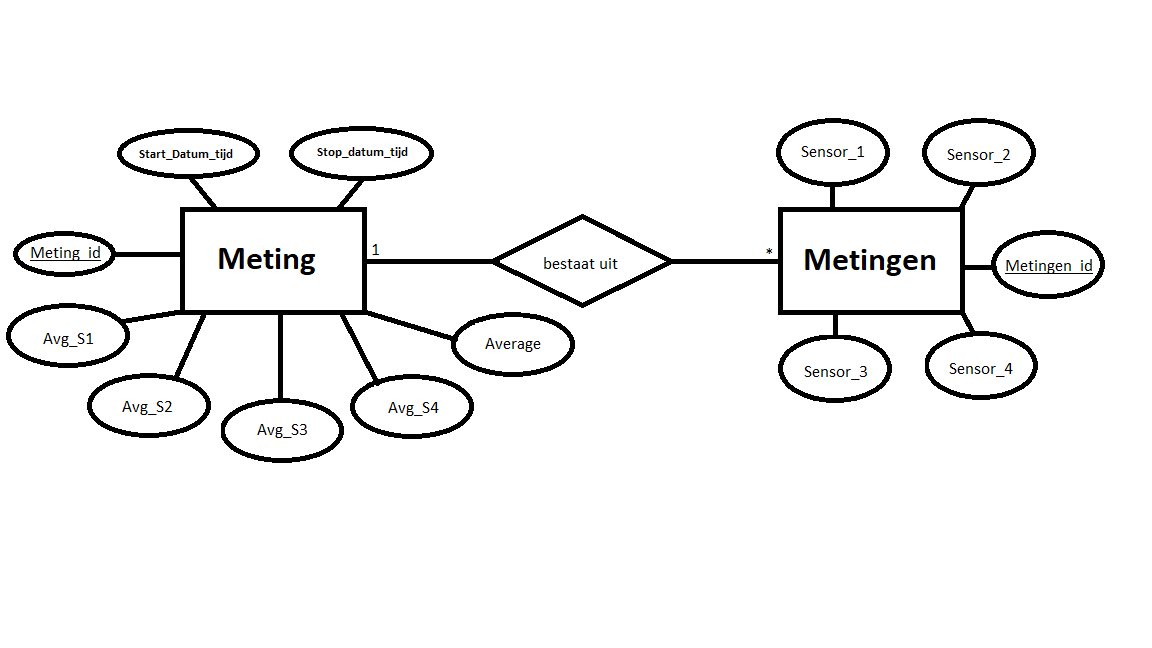 Start_Datum_tijd
Stop_datum_tijd
Meting_id
Meting
1
Avg_S1
Avg_S2
Avg_S3
Avg_S4
Average
bestaat uit
*
Sensor_1
Sensor_2
Metingen
Metingen_id
Sensor_3
Sensor_4